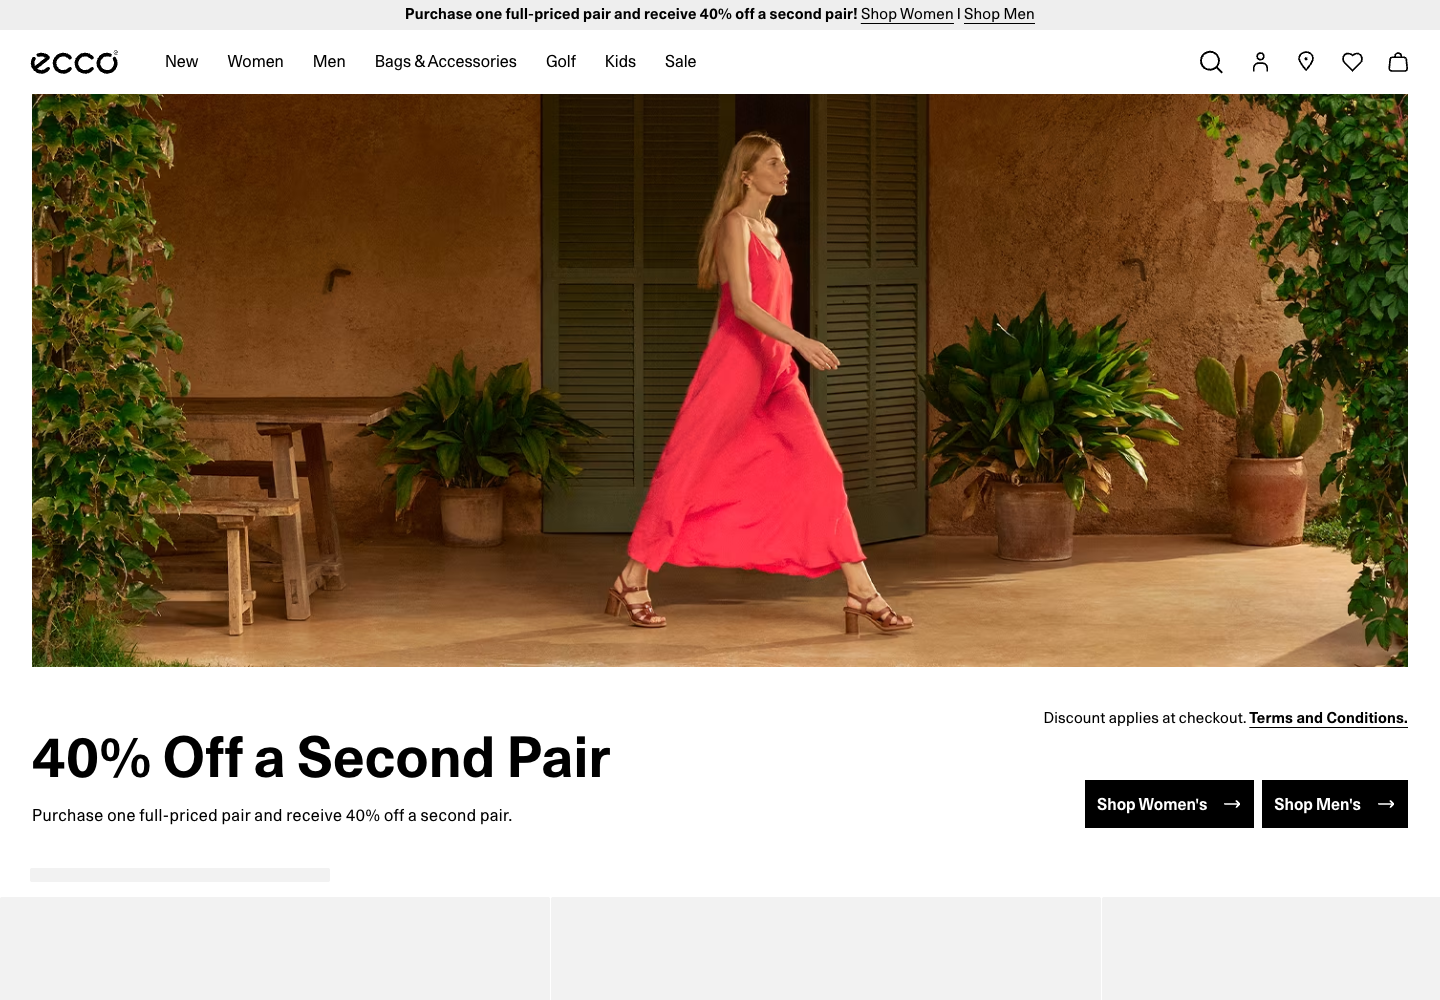 Purchase one full-priced pair and receive 40% off a second pair! Shop Women I Shop Men
ecco®
New Women Men Bags & Accessories Golf Kids Sale
Discount applies at checkout. Terms and Conditions.
40% Off a Second Pair
Purchase one full-priced pair and receive 40% off a second pair.
Shop Women's → Shop Men's →